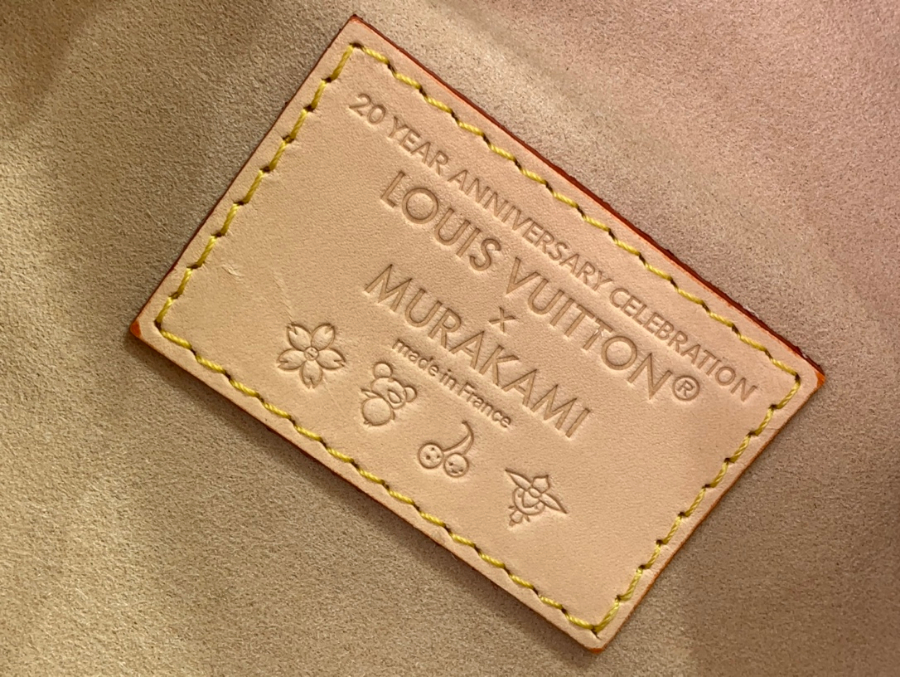 20 YEAR ANNIVERSARY CELEBRATION
LOUIS VUITTON®
×
MURAKAMI
made in France